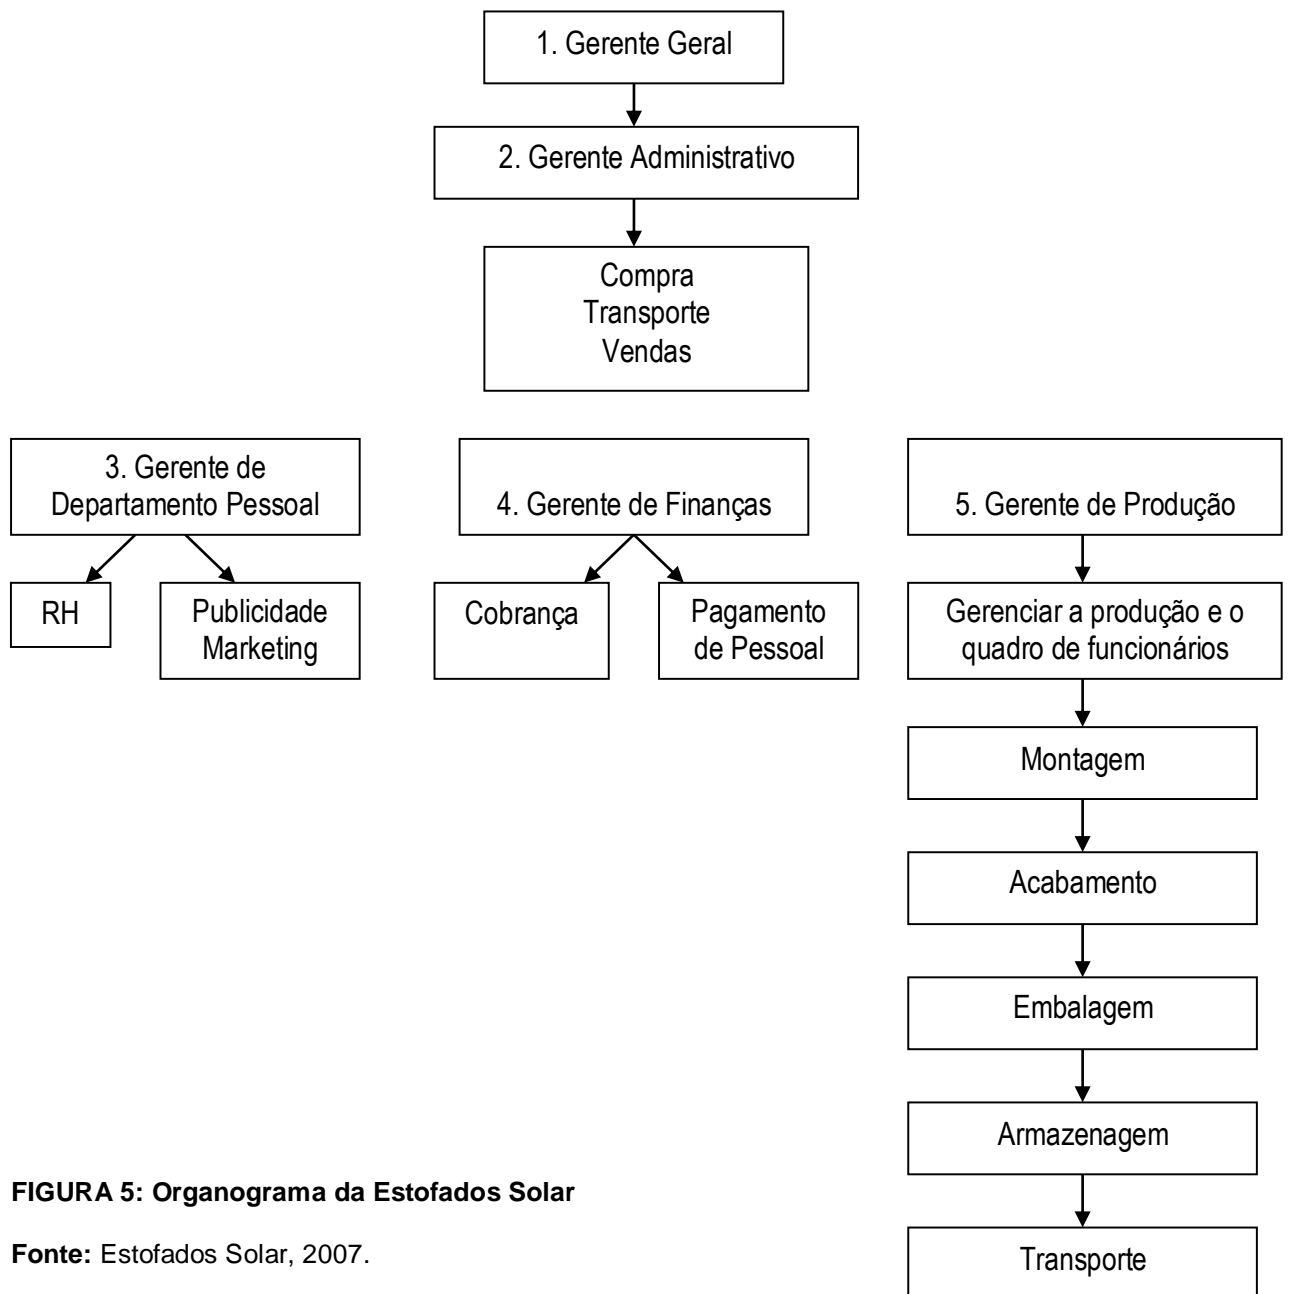 1. Gerente Geral
2. Gerente Administrativo
Compra
Transporte
Vendas
3. Gerente de
Departamento Pessoal
4. Gerente de Finanças
5. Gerente de Produção
RH
Publicidade
Marketing
Cobrança
Pagamento
de Pessoal
Gerenciar a produção e o
quadro de funcionários
Montagem
Acabamento
Embalagem
Armazenagem
Transporte
FIGURA 5: Organograma da Estofados Solar
Fonte: Estofados Solar, 2007.